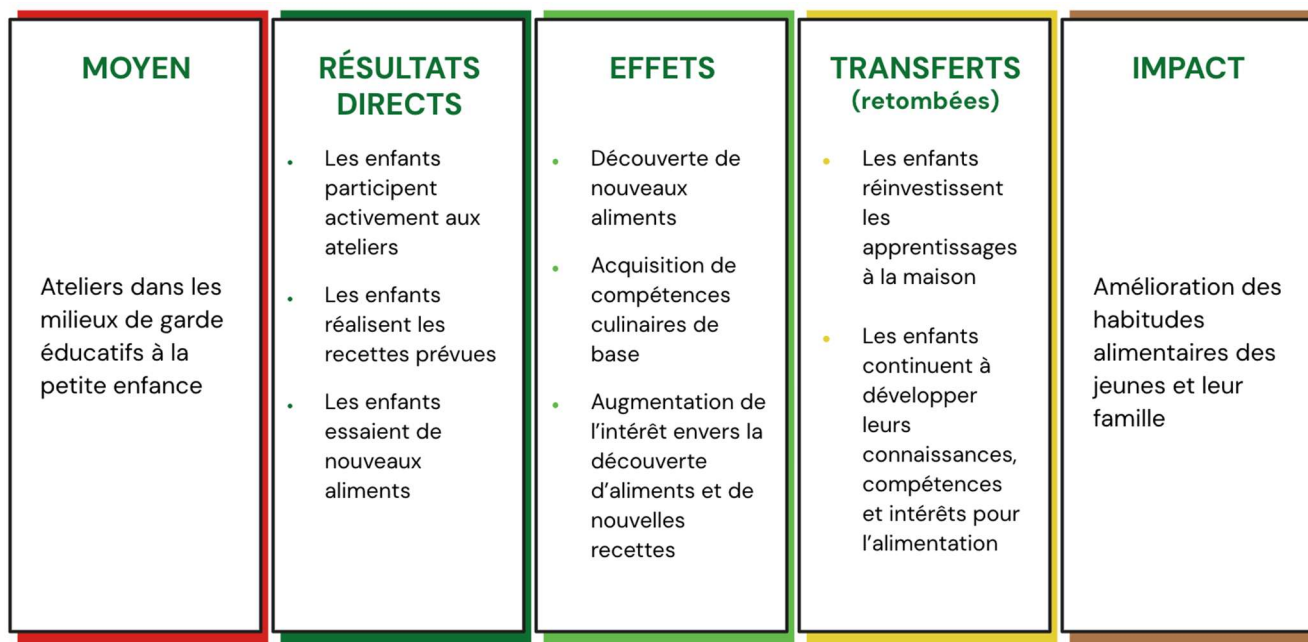 MOYEN
Ateliers dans les
milieux de garde
éducatifs à la
petite enfance
RÉSULTATS
DIRECTS
• Les enfants
participent
activement aux
ateliers
• Les enfants
réalisent les
recettes prévues
• Les enfants
essaient de
nouveaux
aliments
EFFETS
• Découverte de
nouveaux
aliments
• Acquisition de
compétences
culinaires de
base
• Augmentation de
l'intérêt envers la
découverte
d'aliments et de
nouvelles
recettes
TRANSFERTS
(retombées)
• Les enfants
réinvestissent
les
apprentissages
à la maison
• Les enfants
continuent à
développer
leurs
connaissances,
compétences
et intérêts pour
l'alimentation
IMPACT
Amélioration des
habitudes
alimentaires des
jeunes et leur
famille